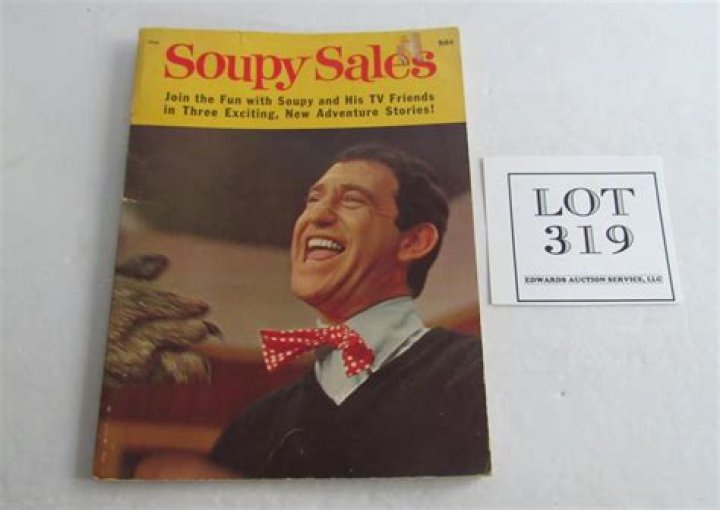 Soupy Sales
Join the Fun with Soupy and His TV Friends
in Three Exciting, New Adventure Stories!
LOT
319
EDWARDS AUCTION SERVICE, LLC